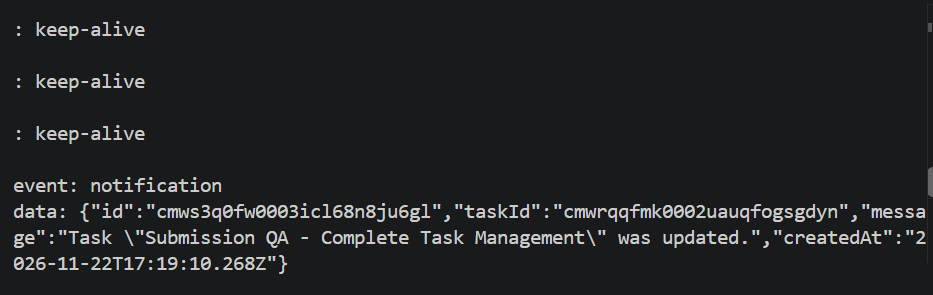 : keep-alive
: keep-alive
: keep-alive
event: notification
data: {"id":"cmws3q0fw0003icl68n8ju6gl","taskId":"cmwrqqfmk0002uauqfogsgdyn","messa
ge":"Task \"Submission QA - Complete Task Management\" was updated.","createdAt":"2
026-11-22T17:19:10.268Z"}